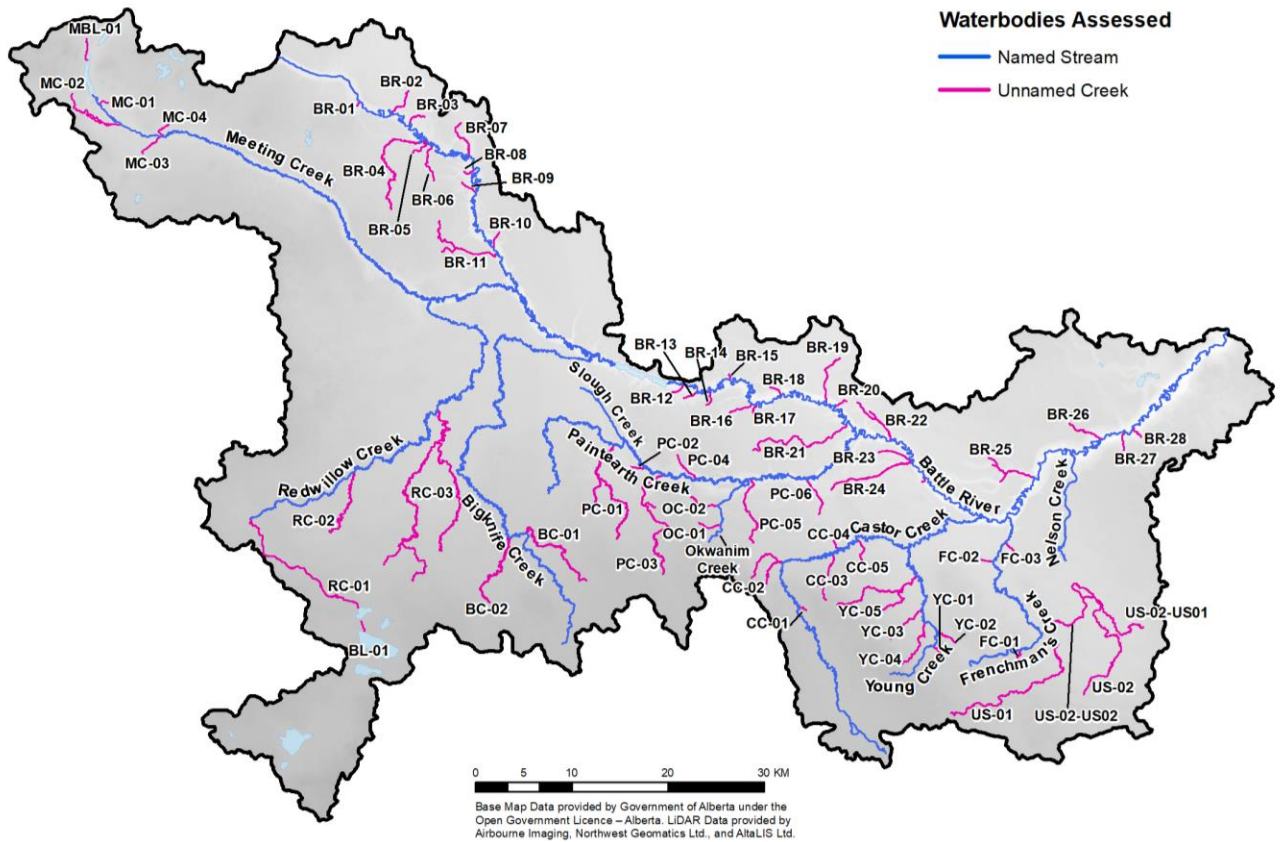 Waterbodies Assessed
Named Stream
Unnamed Creek
MBL-01
MC-02
MC-01
MC-04
MC-03
Meeting Creek
BR-01
BR-02
BR-03
BR-07
BR-08
BR-04
BR-09
BR-06
BR-05
BR-10
BR-11
BR-13
BR-14
BR-15
BR-19
BR-12
BR-18
BR-20
BR-16
BR-17
BR-22
BR-21
BR-23
BR-24
BR-25
BR-26
BR-28
BR-27
Slough Creek
Paintearth Creek
PC-02
PC-04
PC-06
Battle River
Redwillow Creek
RC-02
RC-03
Bigknife Creek
BC-01
PC-01
OC-02
OC-01
PC-05
Okwanim
Creek
PC-03
Castor Creek
CC-04
CC-05
CC-03
CC-02
CC-01
Nelson Creek
FC-02
FC-03
RC-01
BC-02
BL-01
YC-05
YC-01
YC-02
YC-03
YC-04
Young Creek
FC-01
Frenchman's Creek
US-02-US01
US-02
US-01
US-02-US02
0 5 10 20 30 KM
Base Map Data provided by Government of Alberta under the
Open Government Licence – Alberta. LiDAR Data provided by
Airbourne Imaging, Northwest Geomatics Ltd., and AltaLIS Ltd.